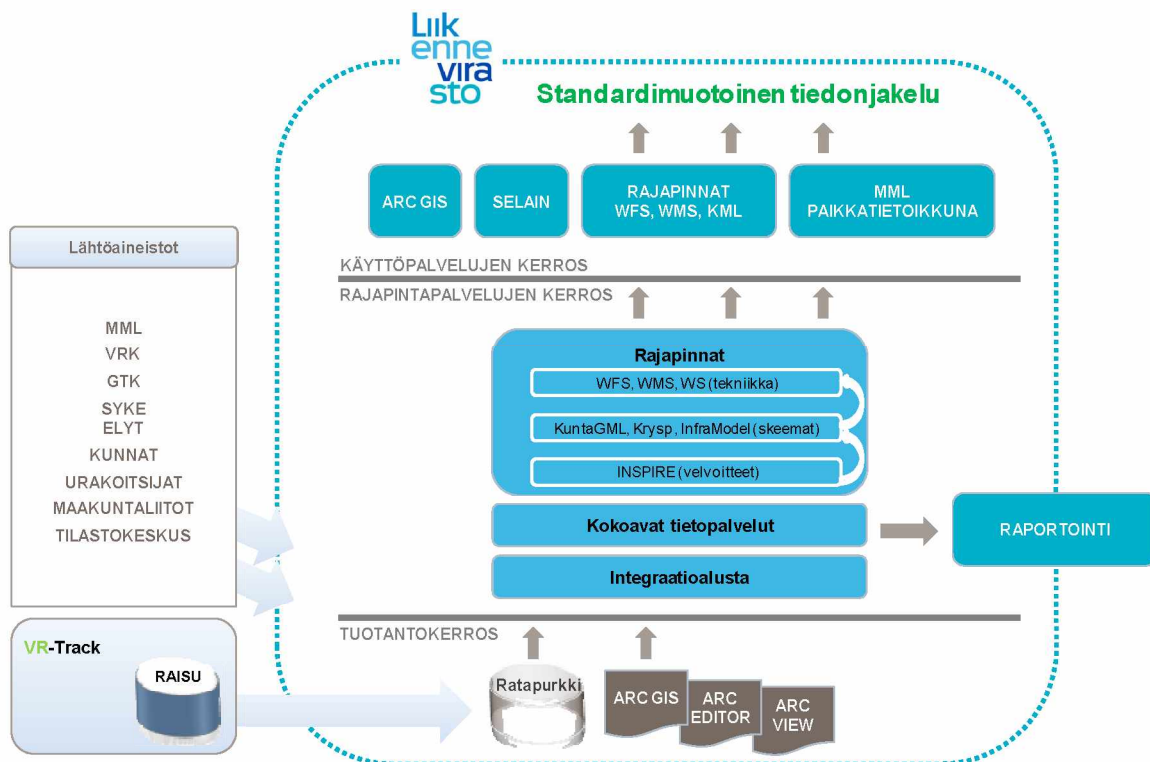 Liik
enne
vira
sto
Standardimuotoinen tiedonjakelu
ARC GIS
SELAIN
RAJAPINNAT
WFS, WMS, KML
MML
PAIKKATIETOIKKUNA
Lähtöaineistot
MML
VRK
GTK
SYKE
ELYT
KUNNAT
URAKOITSIJAT
MAAKUNTALIITOT
TILASTOKESKUS
KÄYTTÖPALVELUJEN KERROS
RAJAPINTAPALVELUJEN KERROS
Rajapinnat
WFS, WMS, WS (tekniikka)
KuntaGML, Krysp, InfraModel (skeemat)
INSPIRE (velvoitteet)
Kokoavat tietopalvelut
RAPORTOINTI
Integraatioalusta
TUOTANTOKERROS
VR-Track
RAISU
Ratapurkki
ARC GIS
ARC
EDITOR
ARC
VIEW